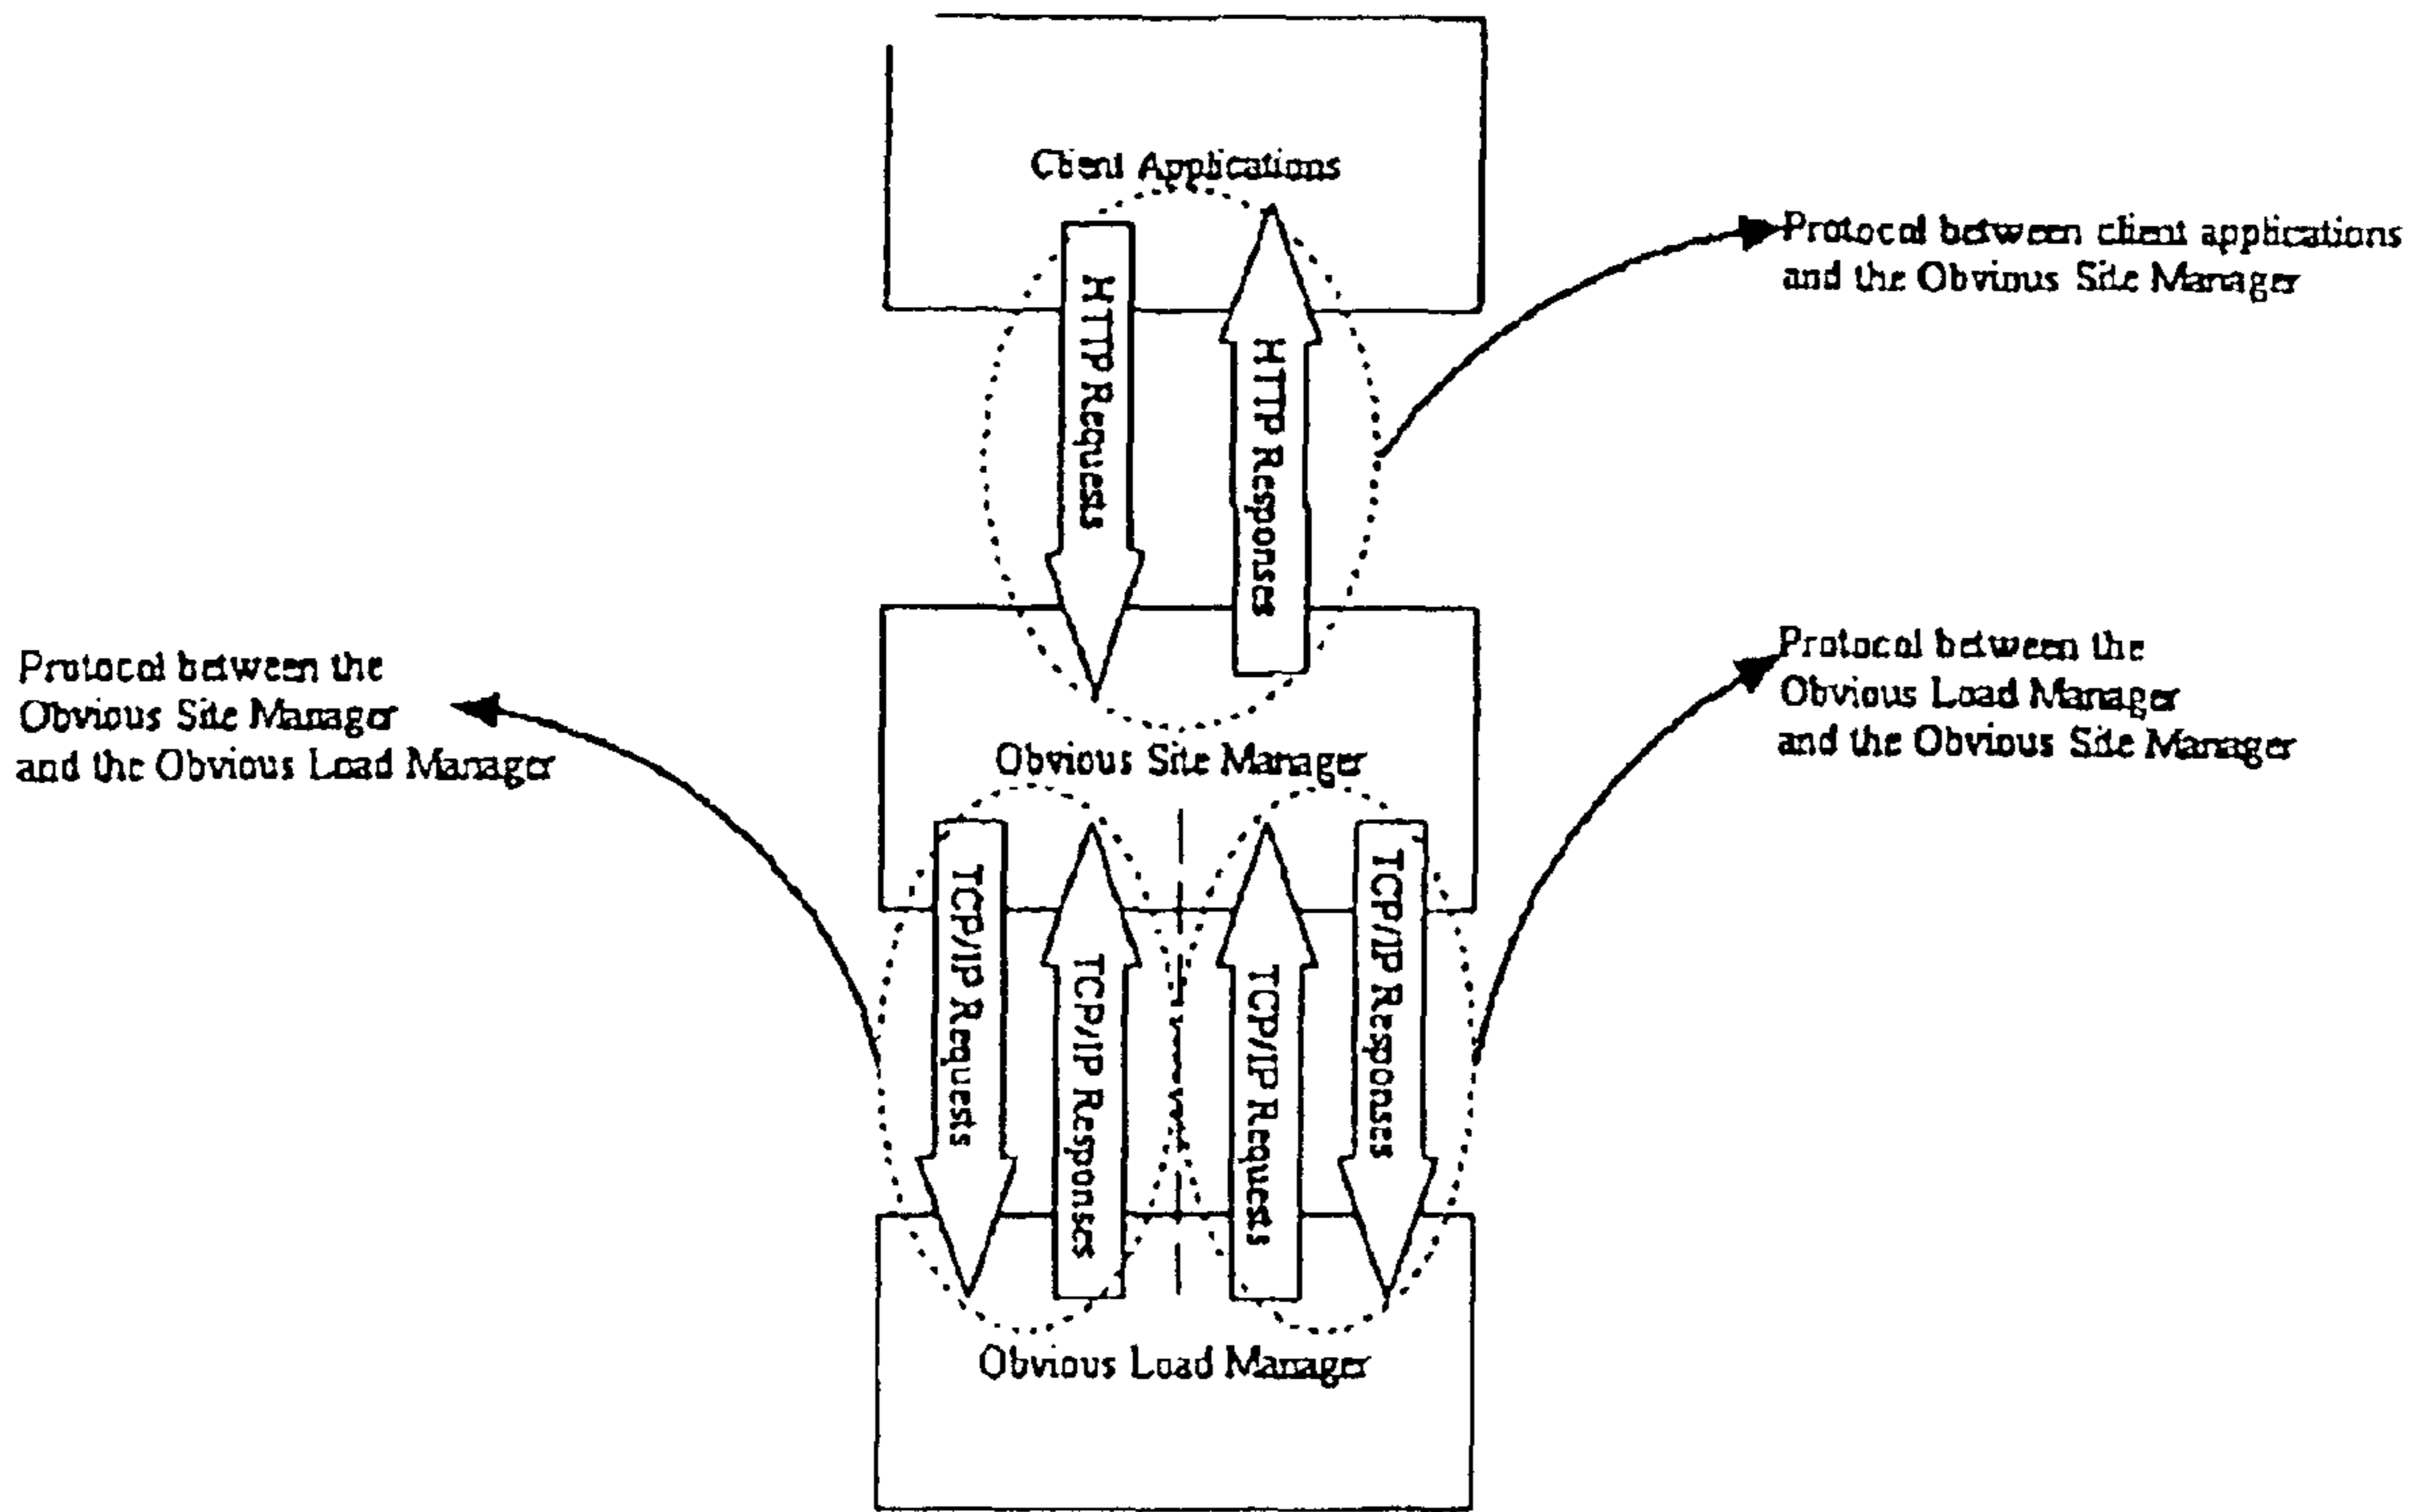 Client Applications
HTTP Requests
HTTP Responses
Protocol between client applications
and the Obvious Site Manager
Protocol between the
Obvious Site Manager
and the Obvious Load Manager
Obvious Site Manager
Protocol between the
Obvious Load Manager
and the Obvious Site Manager
TCP/IP Requests
TCP/IP Responses
TCP/IP Requests
TCP/IP Responses
Obvious Load Manager